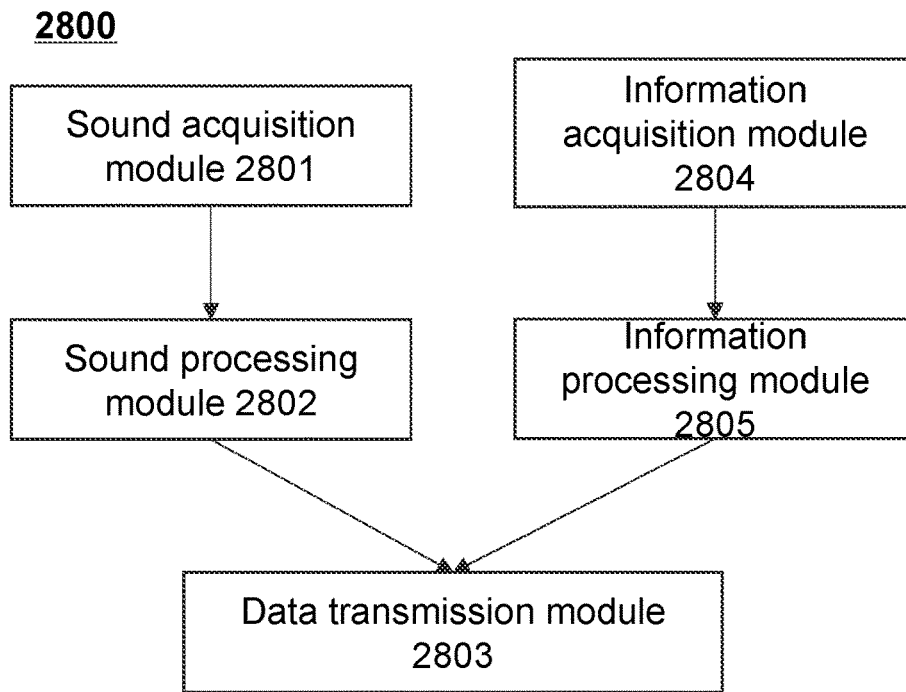 2800
Sound acquisition
module 2801
Information
acquisition module
2804
Sound processing
module 2802
Information
processing module
2805
Data transmission module
2803